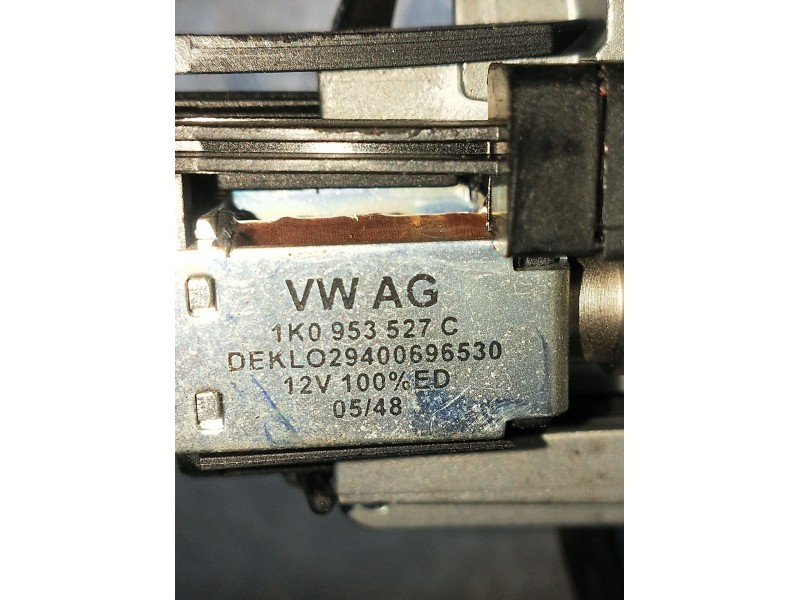 VW AG
1K0 953 527 C
DEKLO29400696530
12V 100%ED
05/48